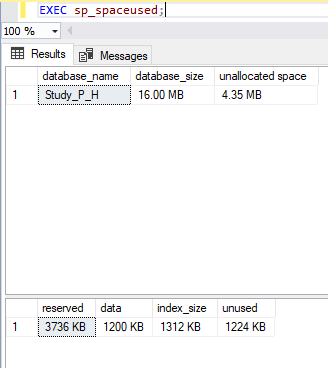 EXEC sp_spaceused;
100 %
Results Messages
database_name database_size unallocated space
1 Study_P_H 16.00 MB 4.35 MB
reserved data index_size unused
1 3736 KB 1200 KB 1312 KB 1224 KB